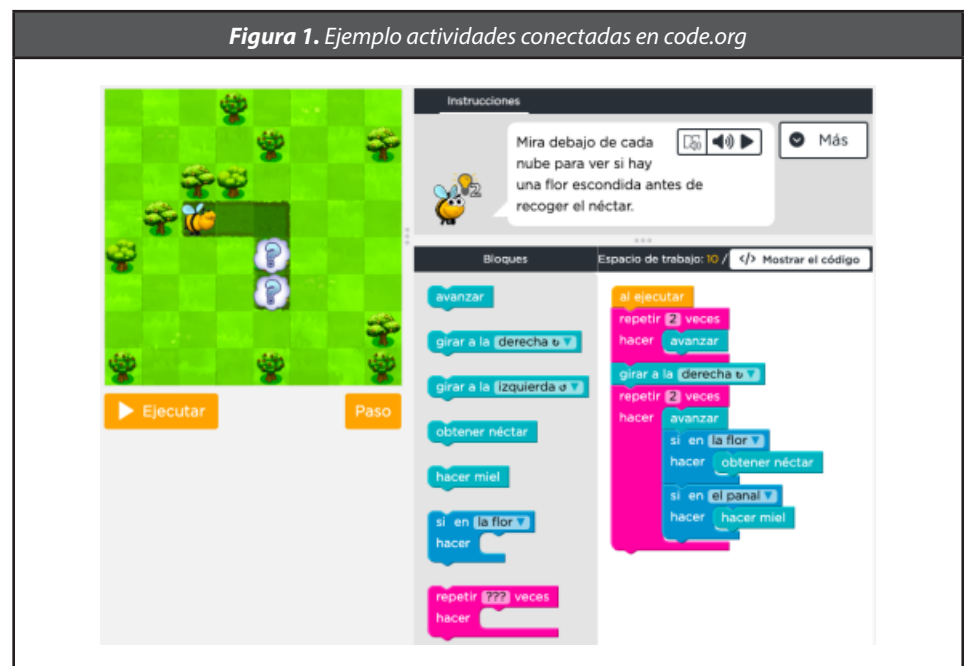 Figura 1. Ejemplo actividades conectadas en code.org
Instrucciones
Mira debajo de cada
nube para ver si hay
una flor escondida antes de
recoger el néctar.
Más
2
?
?
Bloques
Espacio de trabajo: 10 /
</> Mostrar el código
Ejecutar
Paso
avanzar
girar a la derecha ↻
girar a la izquierda ↺
obtener néctar
hacer miel
si en la flor
hacer
repetir ??? veces
hacer
al ejecutar
repetir 2 veces
hacer avanzar
girar a la derecha ↻
repetir 2 veces
hacer avanzar
si en la flor
hacer obtener néctar
si en el panal
hacer hacer miel